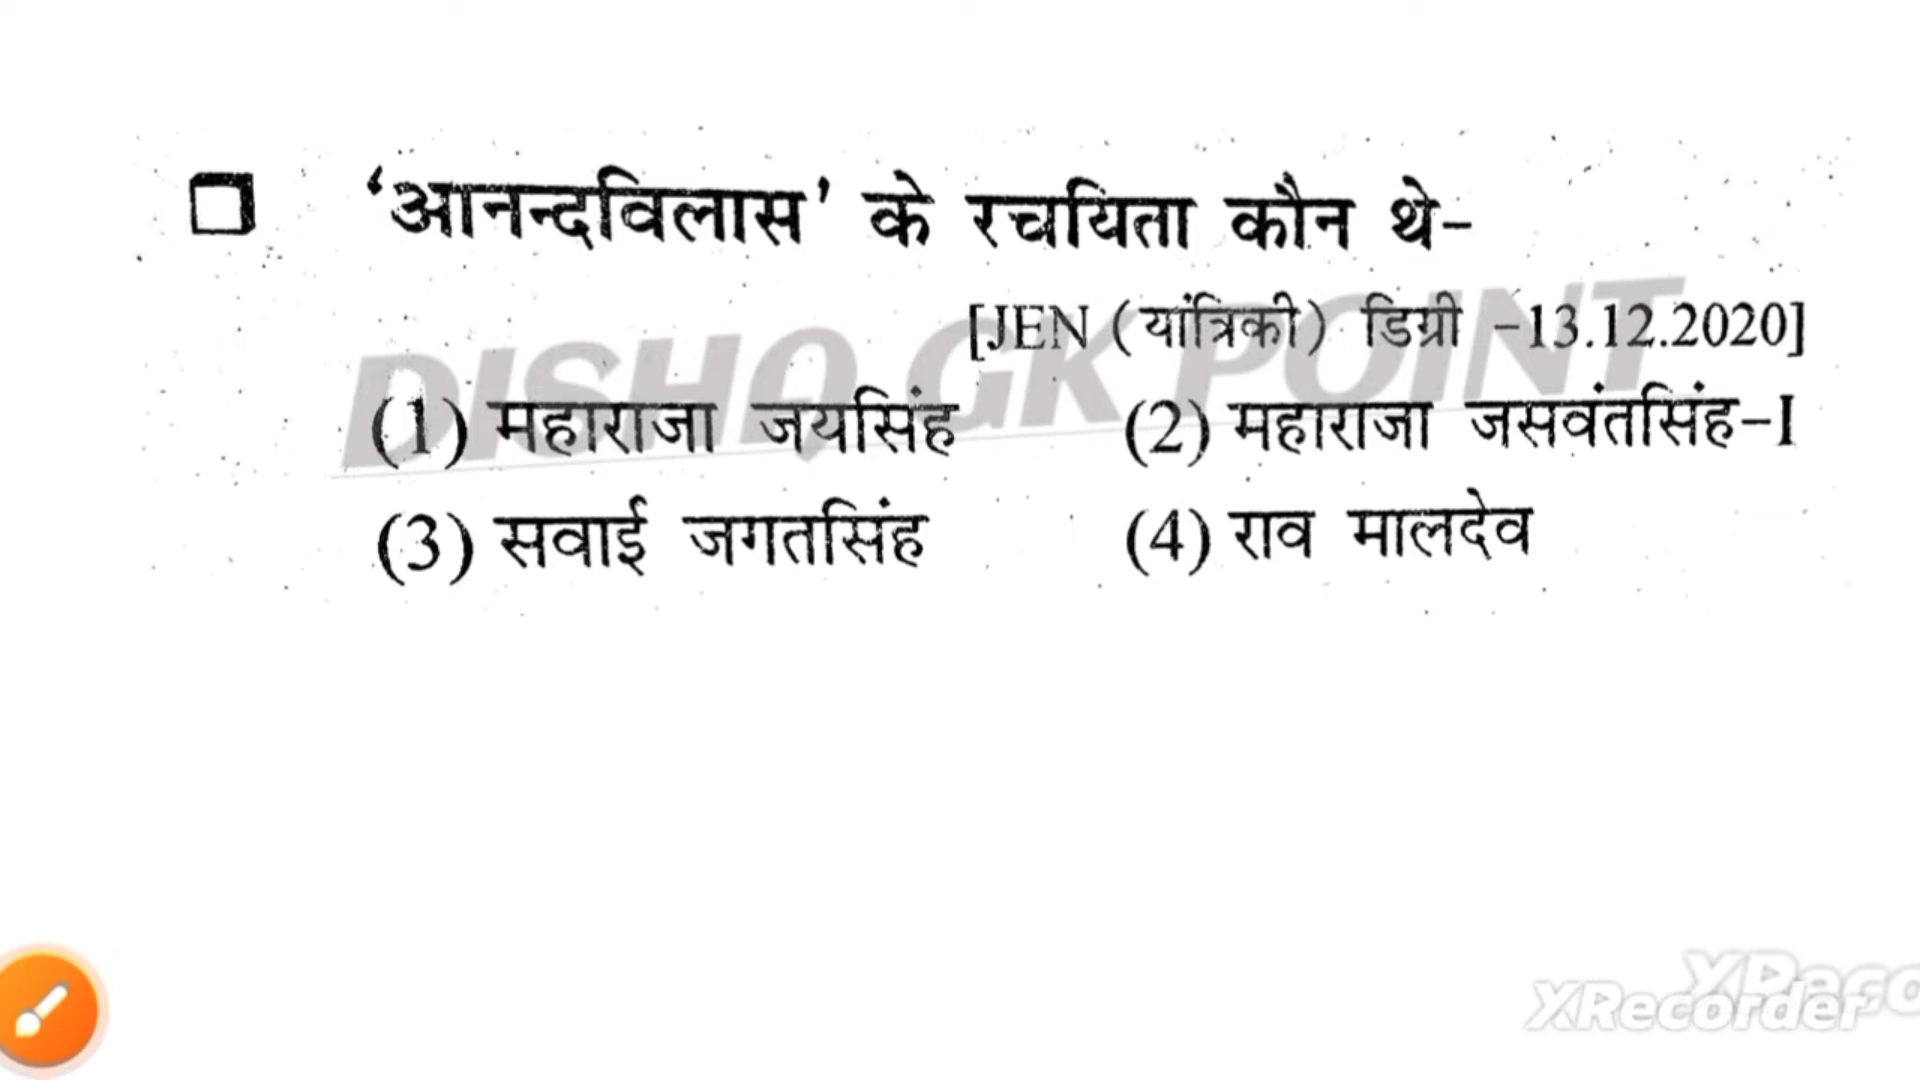 'आनन्दविलास' के रचयिता कौन थे-
[JEN (यांत्रिकी) डिग्री -13.12.2020]
DISHA GK POINT
(1) महाराजा जयसिंह (2) महाराजा जसवंतसिंह-I
(3) सवाई जगतसिंह (4) राव मालदेव
XRecorder